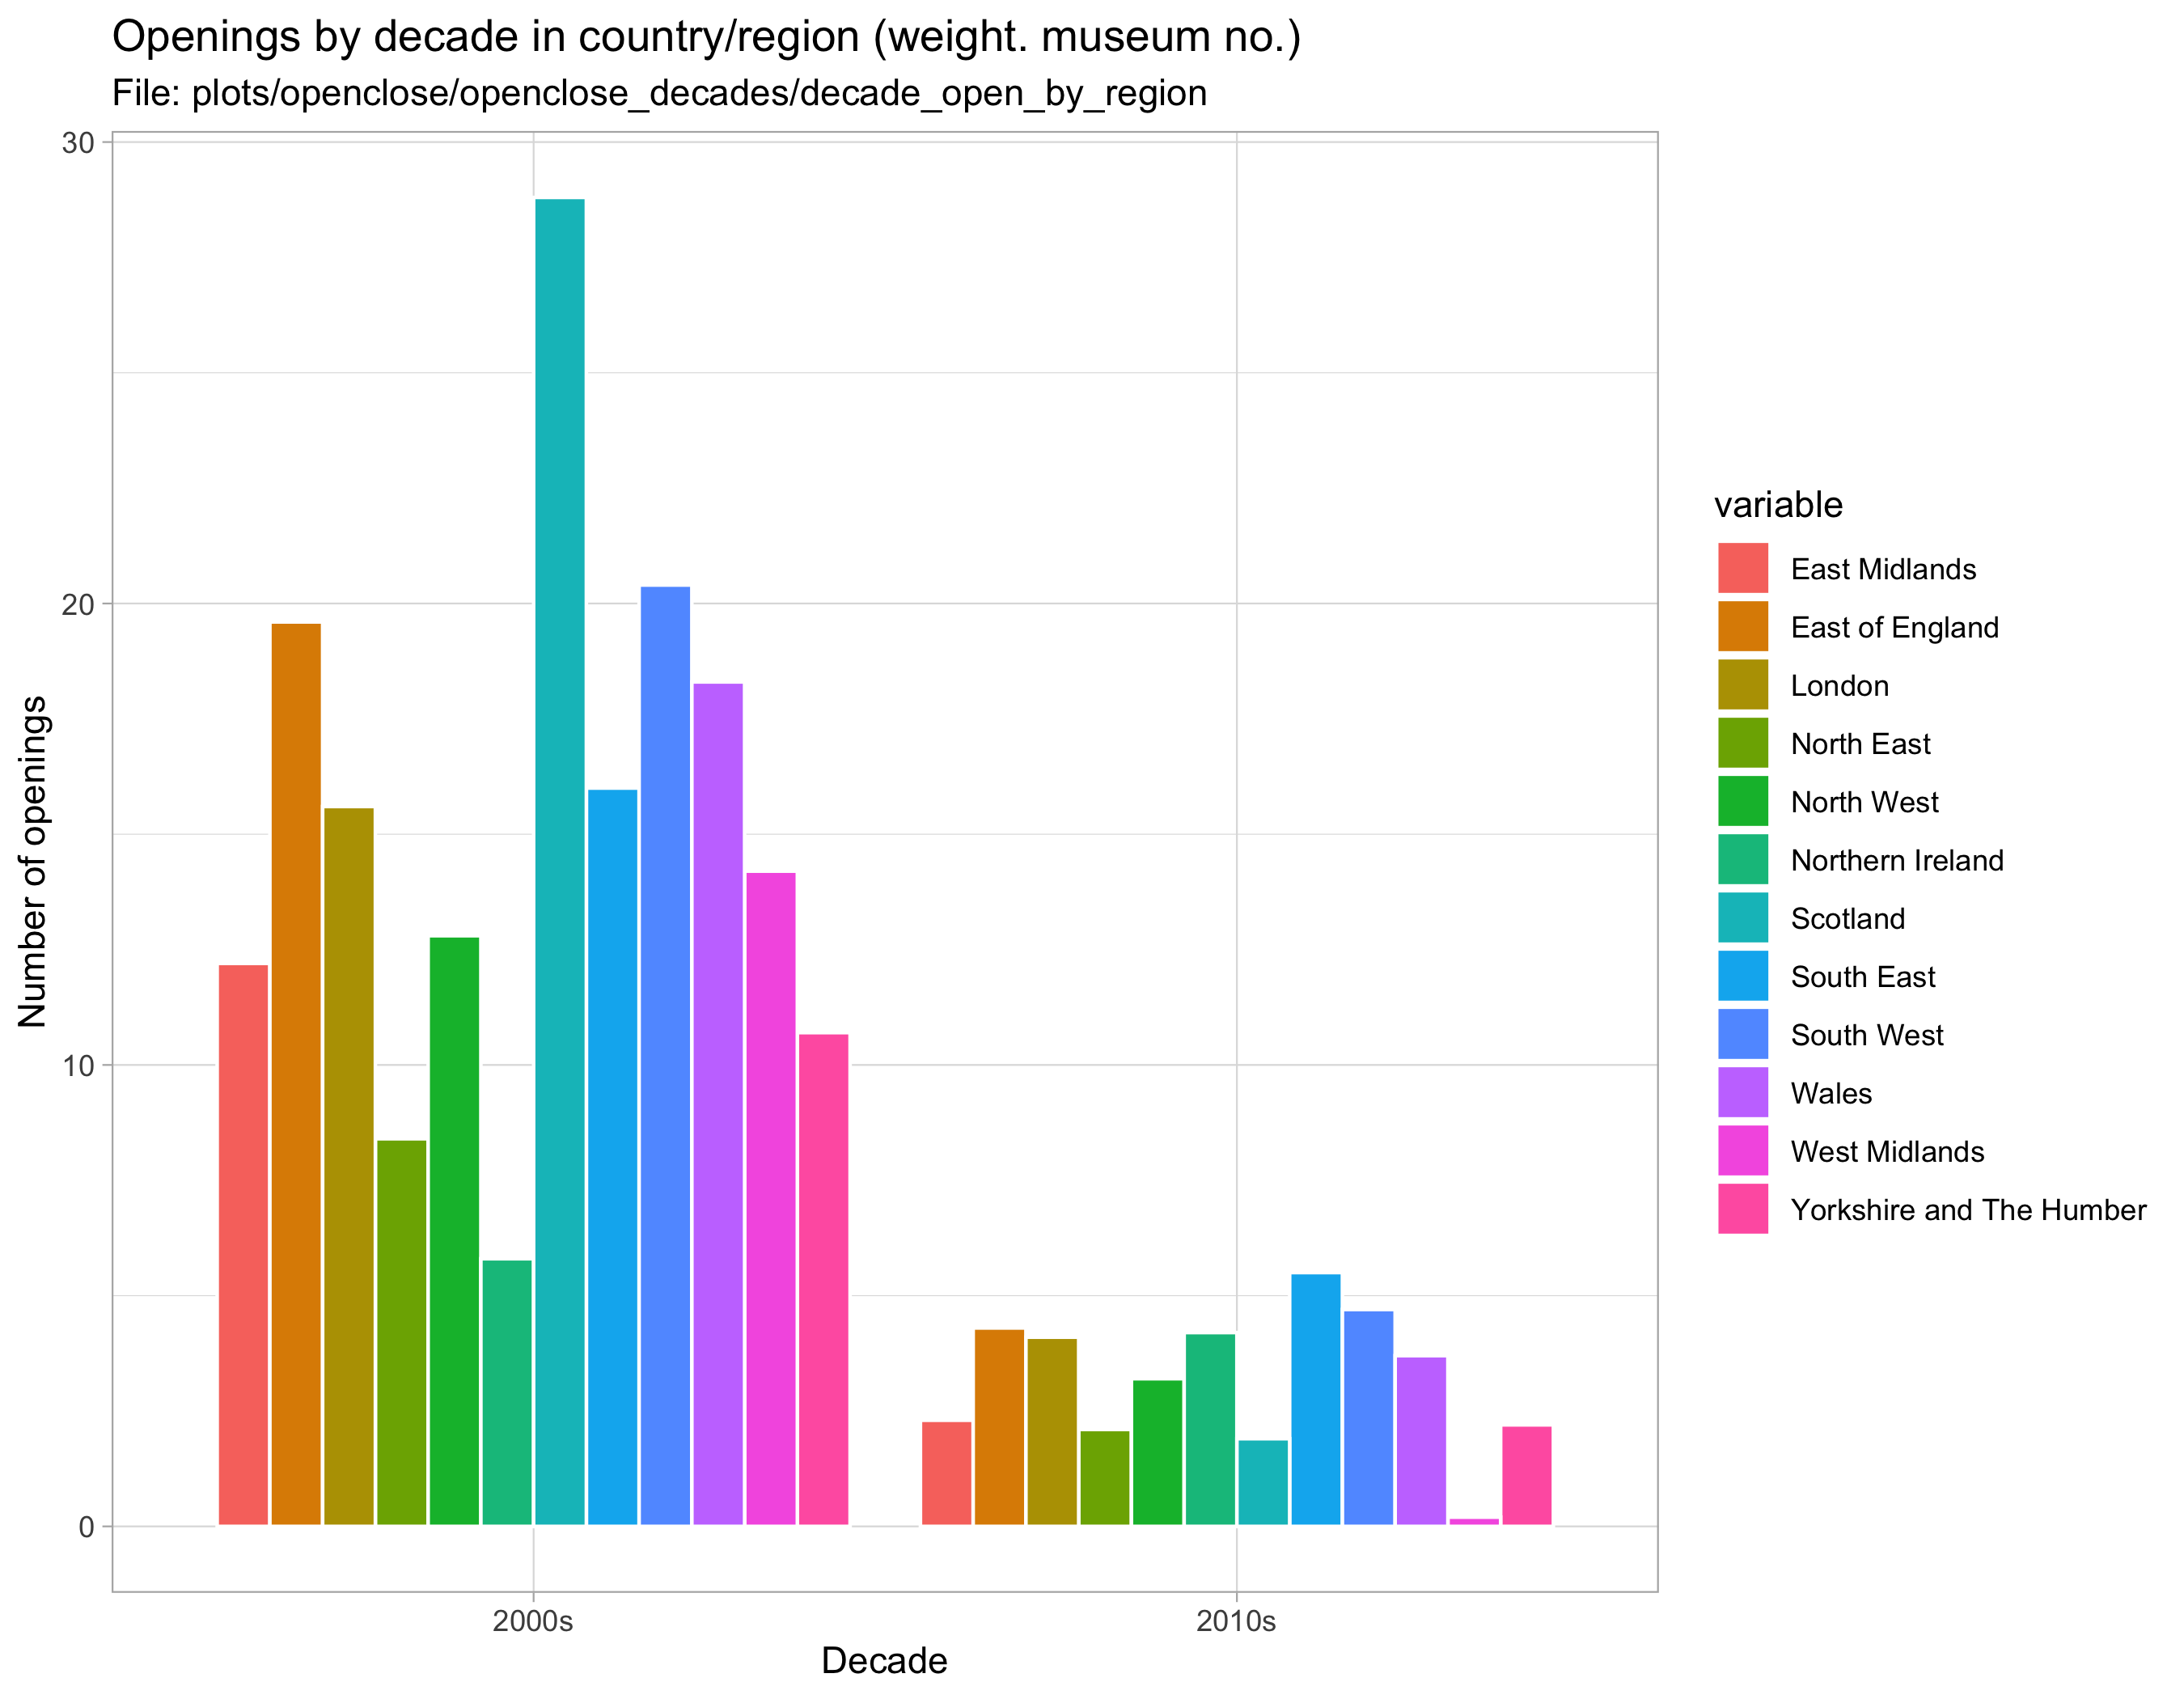 Openings by decade in country/region (weight. museum no.)
File: plots/openclose/openclose_decades/decade_open_by_region
30
20
10
0
Number of openings
2000s
2010s
Decade
variable
East Midlands
East of England
London
North East
North West
Northern Ireland
Scotland
South East
South West
Wales
West Midlands
Yorkshire and The Humber